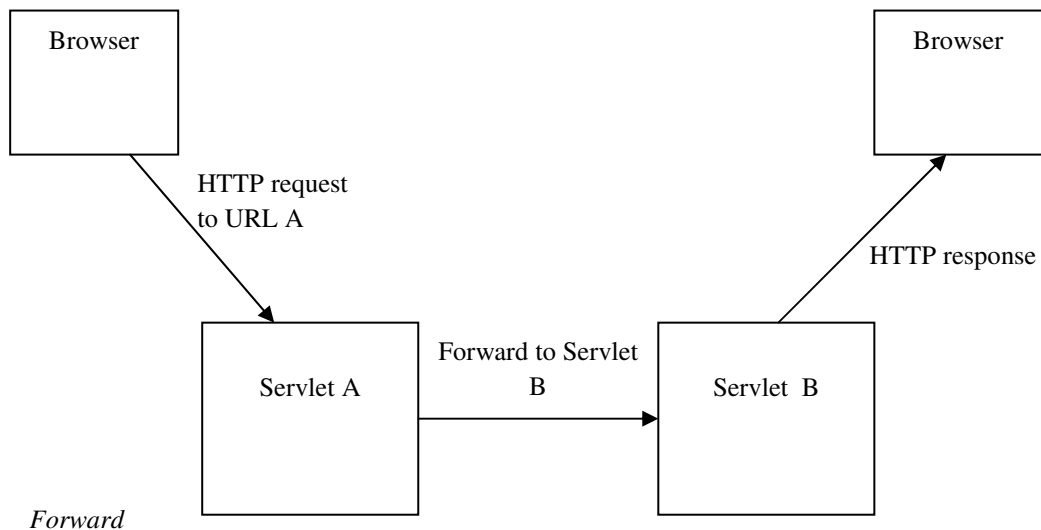 Browser
Browser
HTTP request
to URL A
HTTP response
Forward to Servlet
B
Servlet A
Servlet  B
Forward